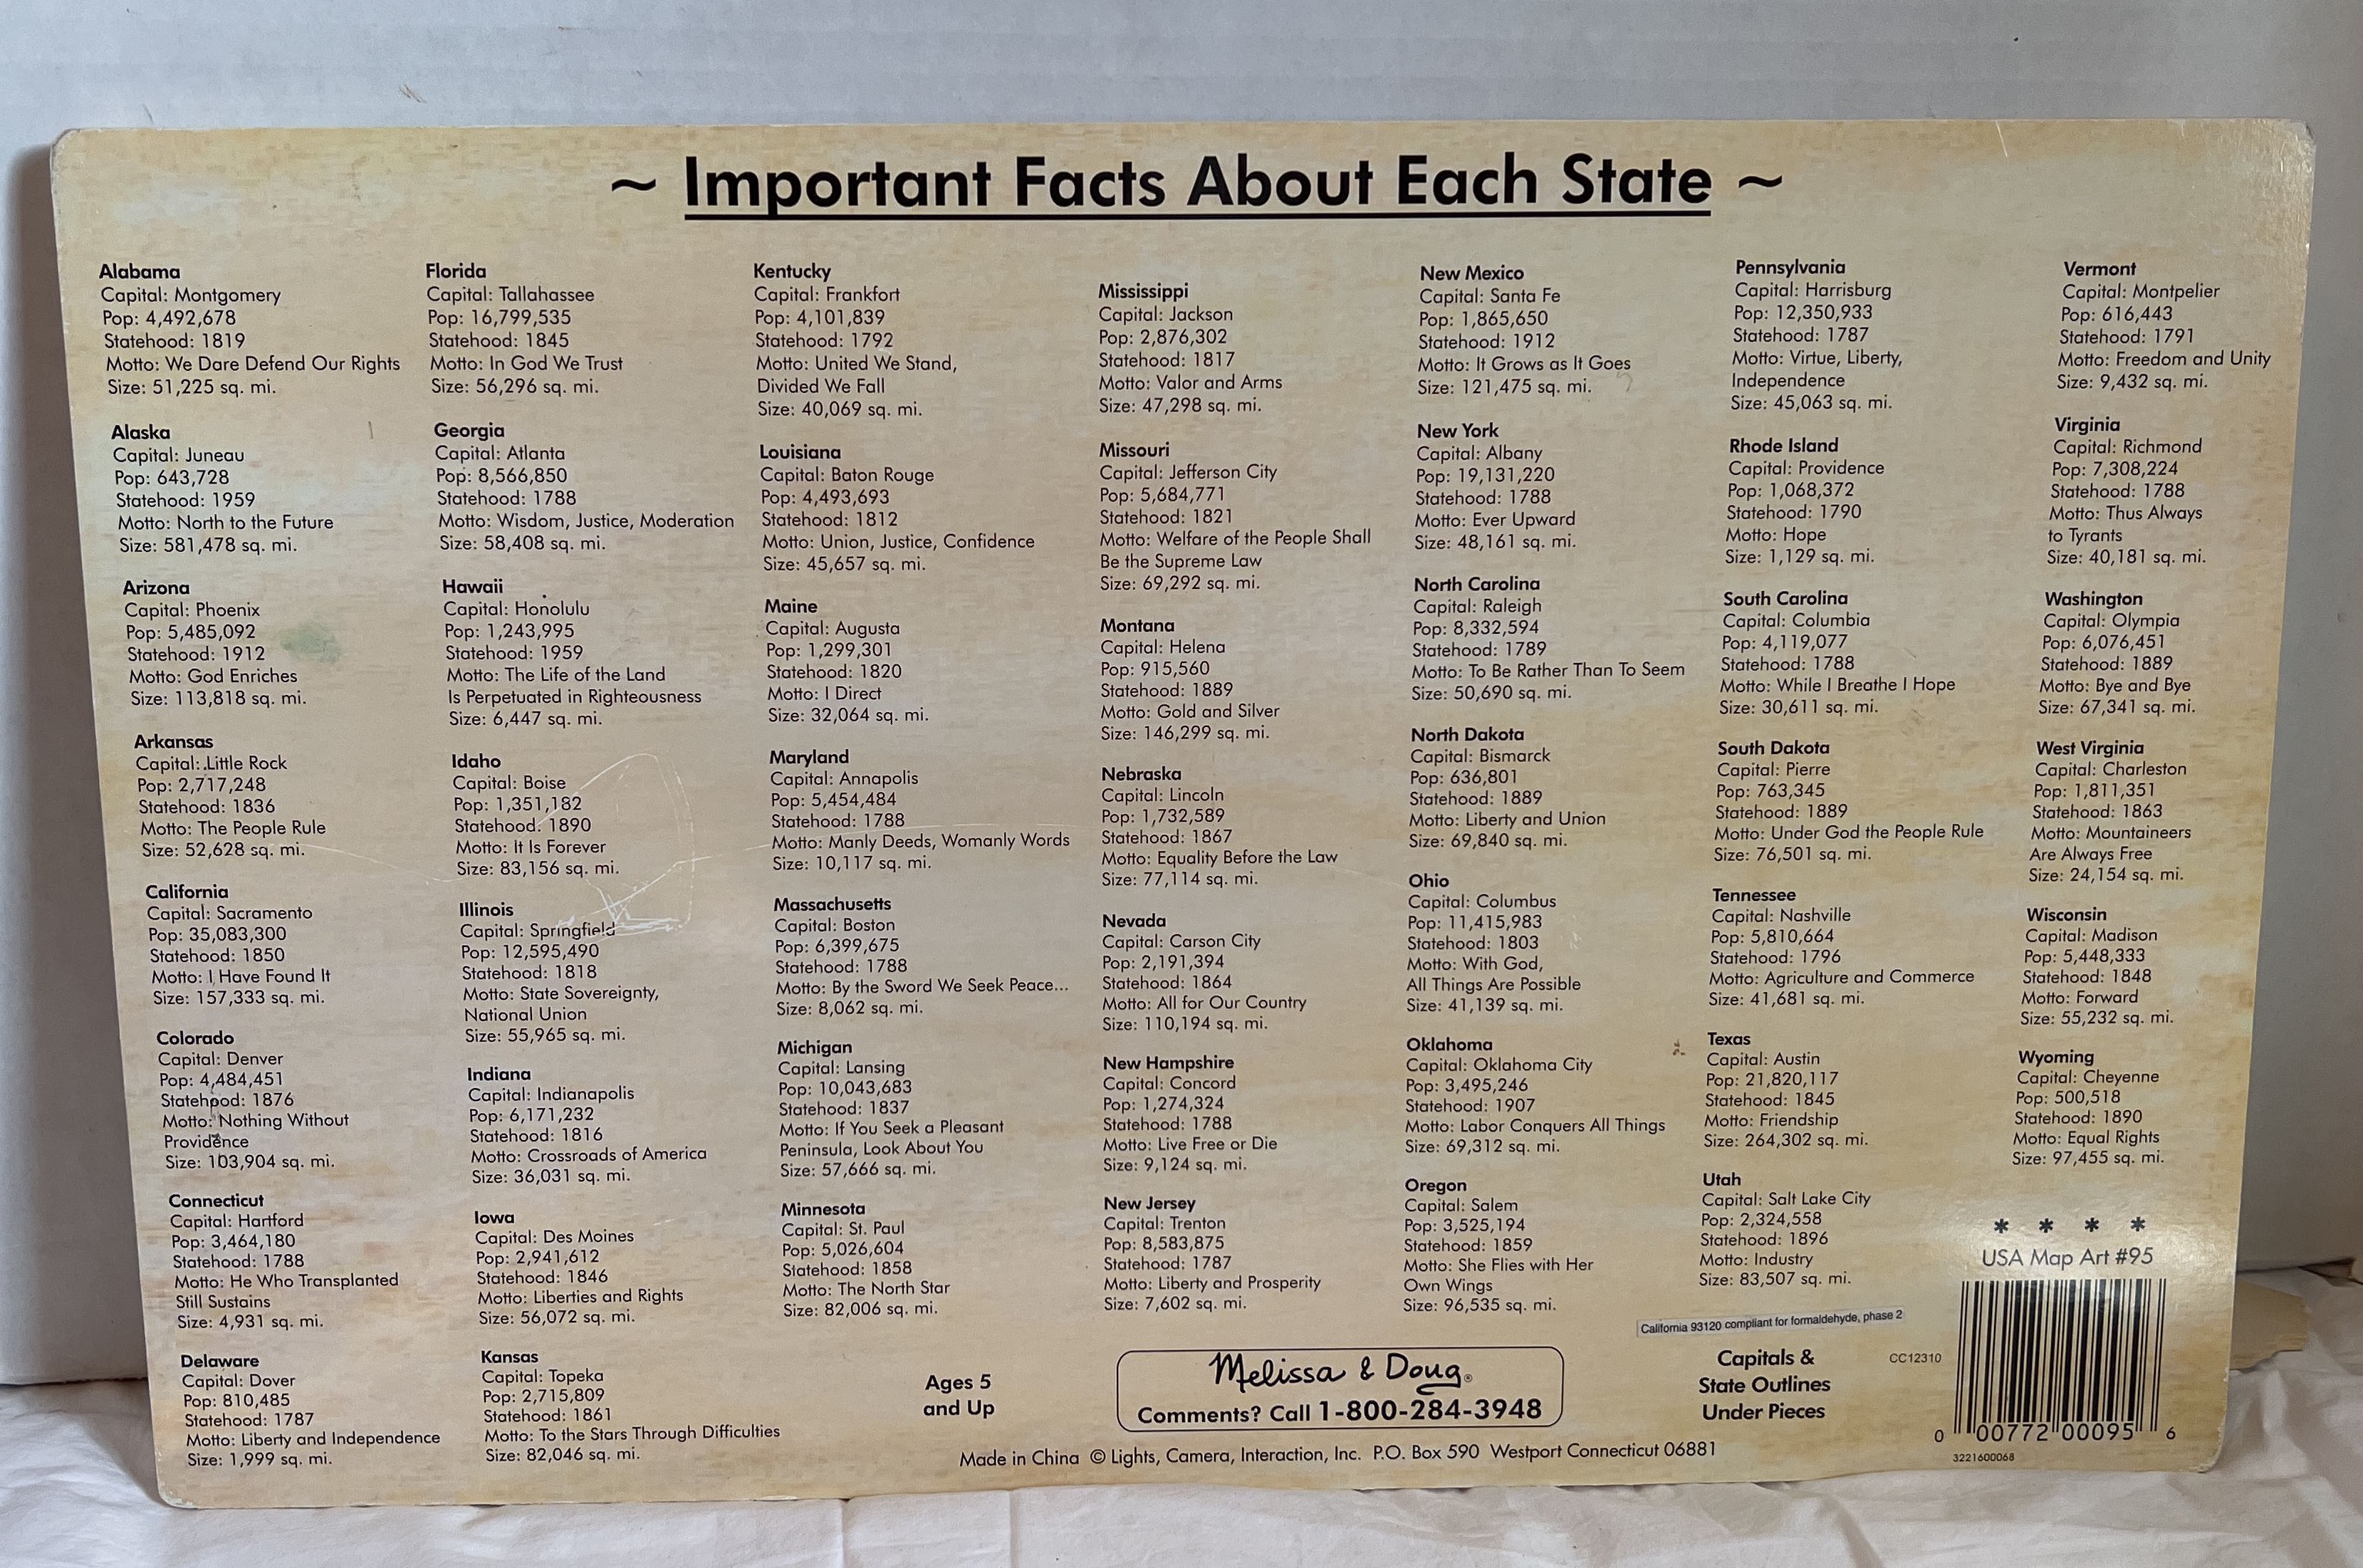 ~ Important Facts About Each State ~
Alabama
Capital: Montgomery
Pop: 4,492,678
Statehood: 1819
Motto: We Dare Defend Our Rights
Size: 51,225 sq. mi.
Alaska
Capital: Juneau
Pop: 643,728
Statehood: 1959
Motto: North to the Future
Size: 581,478 sq. mi.
Arizona
Capital: Phoenix
Pop: 5,485,092
Statehood: 1912
Motto: God Enriches
Size: 113,818 sq. mi.
Arkansas
Capital: Little Rock
Pop: 2,717,248
Statehood: 1836
Motto: The People Rule
Size: 52,628 sq. mi.
California
Capital: Sacramento
Pop: 35,083,300
Statehood: 1850
Motto: I Have Found It
Size: 157,333 sq. mi.
Colorado
Capital: Denver
Pop: 4,484,451
Statehood: 1876
Motto: Nothing Without
Providence
Size: 103,904 sq. mi.
Connecticut
Capital: Hartford
Pop: 3,464,180
Statehood: 1788
Motto: He Who Transplanted
Still Sustains
Size: 4,931 sq. mi.
Delaware
Capital: Dover
Pop: 810,485
Statehood: 1787
Motto: Liberty and Independence
Size: 1,999 sq. mi.
Florida
Capital: Tallahassee
Pop: 16,799,535
Statehood: 1845
Motto: In God We Trust
Size: 56,296 sq. mi.
Georgia
Capital: Atlanta
Pop: 8,566,850
Statehood: 1788
Motto: Wisdom, Justice, Moderation
Size: 58,408 sq. mi.
Hawaii
Capital: Honolulu
Pop: 1,243,995
Statehood: 1959
Motto: The Life of the Land
Is Perpetuated in Righteousness
Size: 6,447 sq. mi.
Idaho
Capital: Boise
Pop: 1,351,182
Statehood: 1890
Motto: It Is Forever
Size: 83,156 sq. mi.
Illinois
Capital: Springfield
Pop: 12,595,490
Statehood: 1818
Motto: State Sovereignty,
National Union
Size: 55,965 sq. mi.
Indiana
Capital: Indianapolis
Pop: 6,171,232
Statehood: 1816
Motto: Crossroads of America
Size: 36,031 sq. mi.
Iowa
Capital: Des Moines
Pop: 2,941,612
Statehood: 1846
Motto: Liberties and Rights
Size: 56,072 sq. mi.
Kansas
Capital: Topeka
Pop: 2,715,809
Statehood: 1861
Motto: To the Stars Through Difficulties
Size: 82,046 sq. mi.
Kentucky
Capital: Frankfort
Pop: 4,101,839
Statehood: 1792
Motto: United We Stand,
Divided We Fall
Size: 40,069 sq. mi.
Louisiana
Capital: Baton Rouge
Pop: 4,493,693
Statehood: 1812
Motto: Union, Justice, Confidence
Size: 45,657 sq. mi.
Maine
Capital: Augusta
Pop: 1,299,301
Statehood: 1820
Motto: I Direct
Size: 32,064 sq. mi.
Maryland
Capital: Annapolis
Pop: 5,454,484
Statehood: 1788
Motto: Manly Deeds, Womanly Words
Size: 10,117 sq. mi.
Massachusetts
Capital: Boston
Pop: 6,399,675
Statehood: 1788
Motto: By the Sword We Seek Peace...
Size: 8,062 sq. mi.
Michigan
Capital: Lansing
Pop: 10,043,683
Statehood: 1837
Motto: If You Seek a Pleasant
Peninsula, Look About You
Size: 57,666 sq. mi.
Minnesota
Capital: St. Paul
Pop: 5,026,604
Statehood: 1858
Motto: The North Star
Size: 82,006 sq. mi.
Mississippi
Capital: Jackson
Pop: 2,876,302
Statehood: 1817
Motto: Valor and Arms
Size: 47,298 sq. mi.
Missouri
Capital: Jefferson City
Pop: 5,684,771
Statehood: 1821
Motto: Welfare of the People Shall
Be the Supreme Law
Size: 69,292 sq. mi.
Montana
Capital: Helena
Pop: 915,560
Statehood: 1889
Motto: Gold and Silver
Size: 146,299 sq. mi.
Nebraska
Capital: Lincoln
Pop: 1,732,589
Statehood: 1867
Motto: Equality Before the Law
Size: 77,114 sq. mi.
Nevada
Capital: Carson City
Pop: 2,191,394
Statehood: 1864
Motto: All for Our Country
Size: 110,194 sq. mi.
New Hampshire
Capital: Concord
Pop: 1,274,324
Statehood: 1788
Motto: Live Free or Die
Size: 9,124 sq. mi.
New Jersey
Capital: Trenton
Pop: 8,583,875
Statehood: 1787
Motto: Liberty and Prosperity
Size: 7,602 sq. mi.
New Mexico
Capital: Santa Fe
Pop: 1,865,650
Statehood: 1912
Motto: It Grows as It Goes
Size: 121,475 sq. mi.
New York
Capital: Albany
Pop: 19,131,220
Statehood: 1788
Motto: Ever Upward
Size: 48,161 sq. mi.
North Carolina
Capital: Raleigh
Pop: 8,332,594
Statehood: 1789
Motto: To Be Rather Than To Seem
Size: 50,690 sq. mi.
North Dakota
Capital: Bismarck
Pop: 636,801
Statehood: 1889
Motto: Liberty and Union
Size: 69,840 sq. mi.
Ohio
Capital: Columbus
Pop: 11,415,983
Statehood: 1803
Motto: With God,
All Things Are Possible
Size: 41,139 sq. mi.
Oklahoma
Capital: Oklahoma City
Pop: 3,495,246
Statehood: 1907
Motto: Labor Conquers All Things
Size: 69,312 sq. mi.
Oregon
Capital: Salem
Pop: 3,525,194
Statehood: 1859
Motto: She Flies with Her
Own Wings
Size: 96,535 sq. mi.
Pennsylvania
Capital: Harrisburg
Pop: 12,350,933
Statehood: 1787
Motto: Virtue, Liberty,
Independence
Size: 45,063 sq. mi.
Rhode Island
Capital: Providence
Pop: 1,068,372
Statehood: 1790
Motto: Hope
Size: 1,129 sq. mi.
South Carolina
Capital: Columbia
Pop: 4,119,077
Statehood: 1788
Motto: While I Breathe I Hope
Size: 30,611 sq. mi.
South Dakota
Capital: Pierre
Pop: 763,345
Statehood: 1889
Motto: Under God the People Rule
Size: 76,501 sq. mi.
Tennessee
Capital: Nashville
Pop: 5,810,664
Statehood: 1796
Motto: Agriculture and Commerce
Size: 41,681 sq. mi.
Texas
Capital: Austin
Pop: 21,820,117
Statehood: 1845
Motto: Friendship
Size: 264,302 sq. mi.
Utah
Capital: Salt Lake City
Pop: 2,324,558
Statehood: 1896
Motto: Industry
Size: 83,507 sq. mi.
Vermont
Capital: Montpelier
Pop: 616,443
Statehood: 1791
Motto: Freedom and Unity
Size: 9,432 sq. mi.
Virginia
Capital: Richmond
Pop: 7,308,224
Statehood: 1788
Motto: Thus Always
to Tyrants
Size: 40,181 sq. mi.
Washington
Capital: Olympia
Pop: 6,076,451
Statehood: 1889
Motto: Bye and Bye
Size: 67,341 sq. mi.
West Virginia
Capital: Charleston
Pop: 1,811,351
Statehood: 1863
Motto: Mountaineers
Are Always Free
Size: 24,154 sq. mi.
Wisconsin
Capital: Madison
Pop: 5,448,333
Statehood: 1848
Motto: Forward
Size: 55,232 sq. mi.
Wyoming
Capital: Cheyenne
Pop: 500,518
Statehood: 1890
Motto: Equal Rights
Size: 97,455 sq. mi.
* * * *
USA Map Art #95
California 93120 compliant for formaldehyde, phase 2
Ages 5
and Up
Melissa & Doug®
Comments? Call 1-800-284-3948
Capitals &
State Outlines
Under Pieces
CC12310
0 00772 00095 6
3221600068
Made in China © Lights, Camera, Interaction, Inc. P.O. Box 590 Westport Connecticut 06881